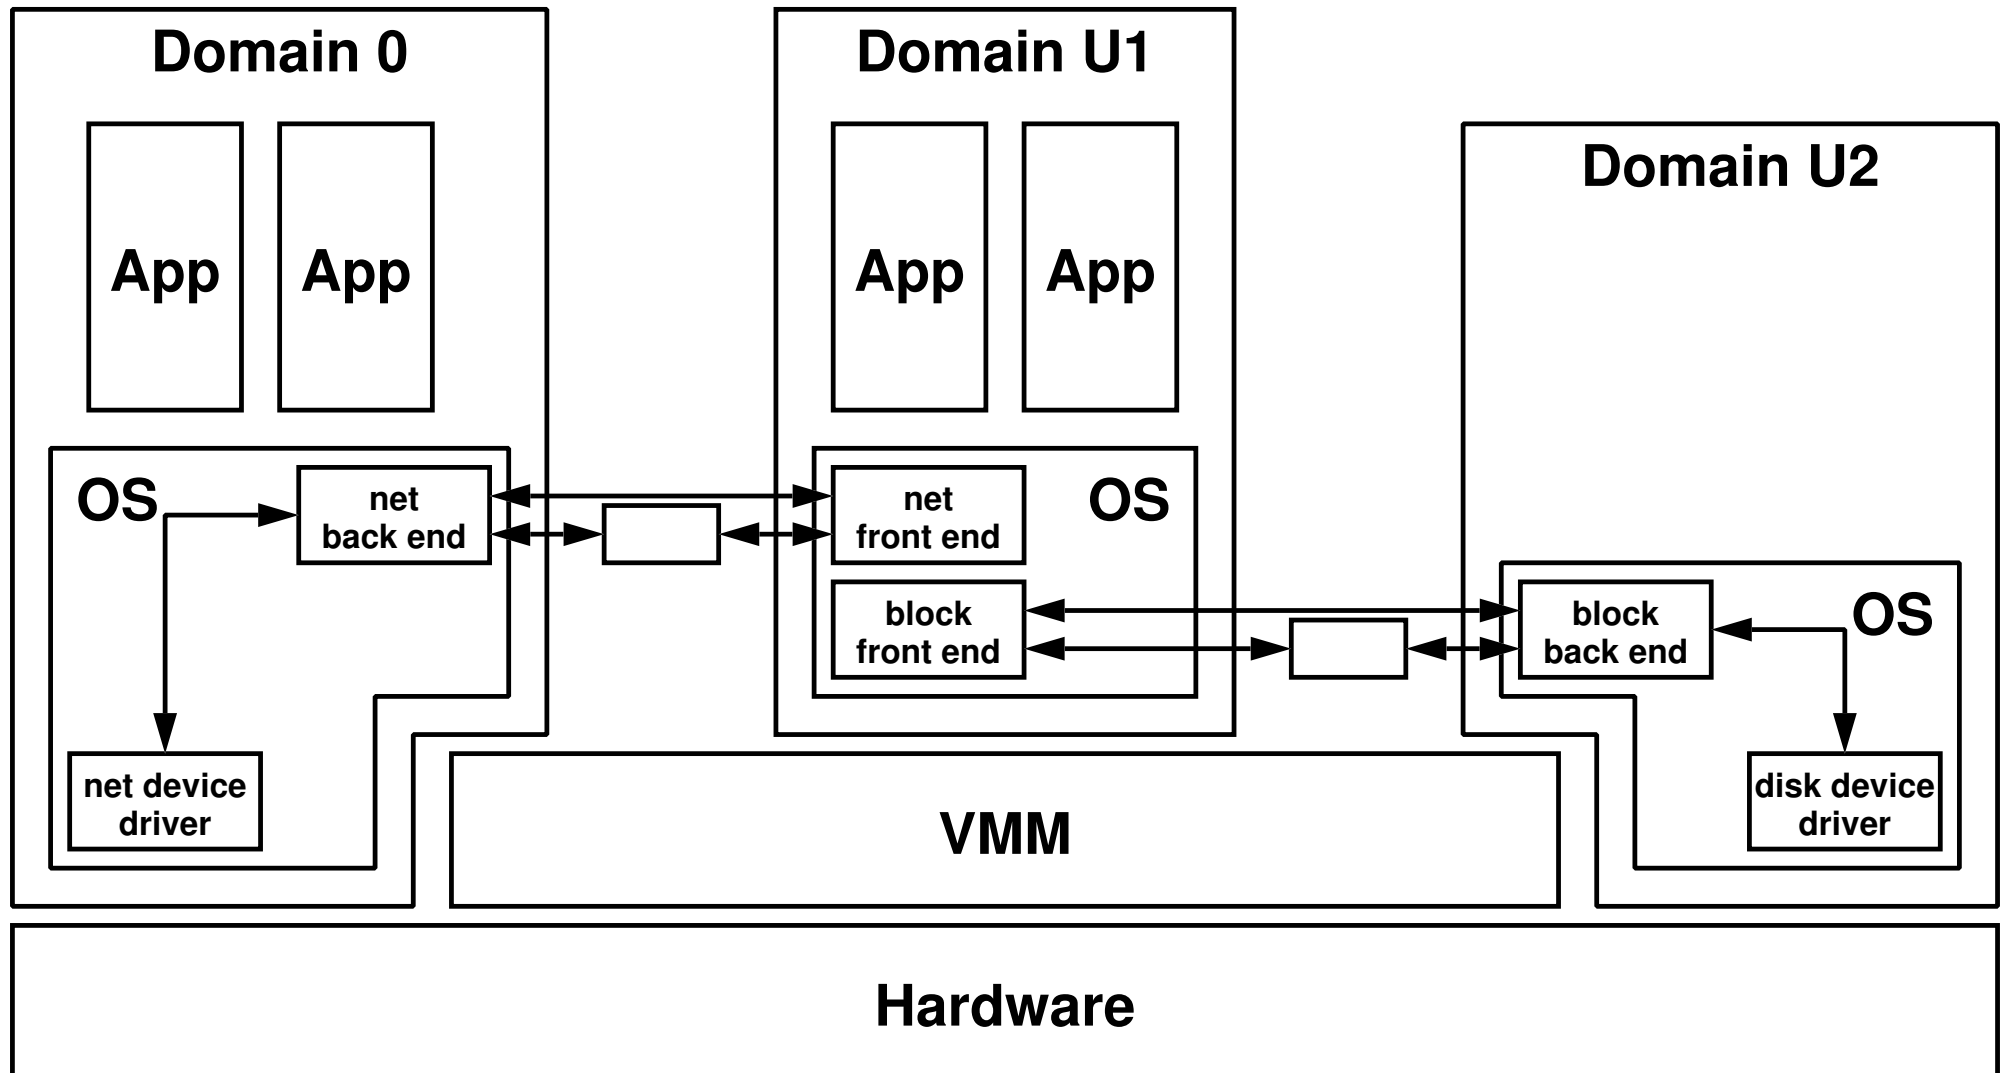 Domain 0
App
App
OS
net
back end
net device
driver
Domain U1
App
App
net
front end
OS
block
front end
Domain U2
block
back end
OS
disk device
driver
VMM
Hardware